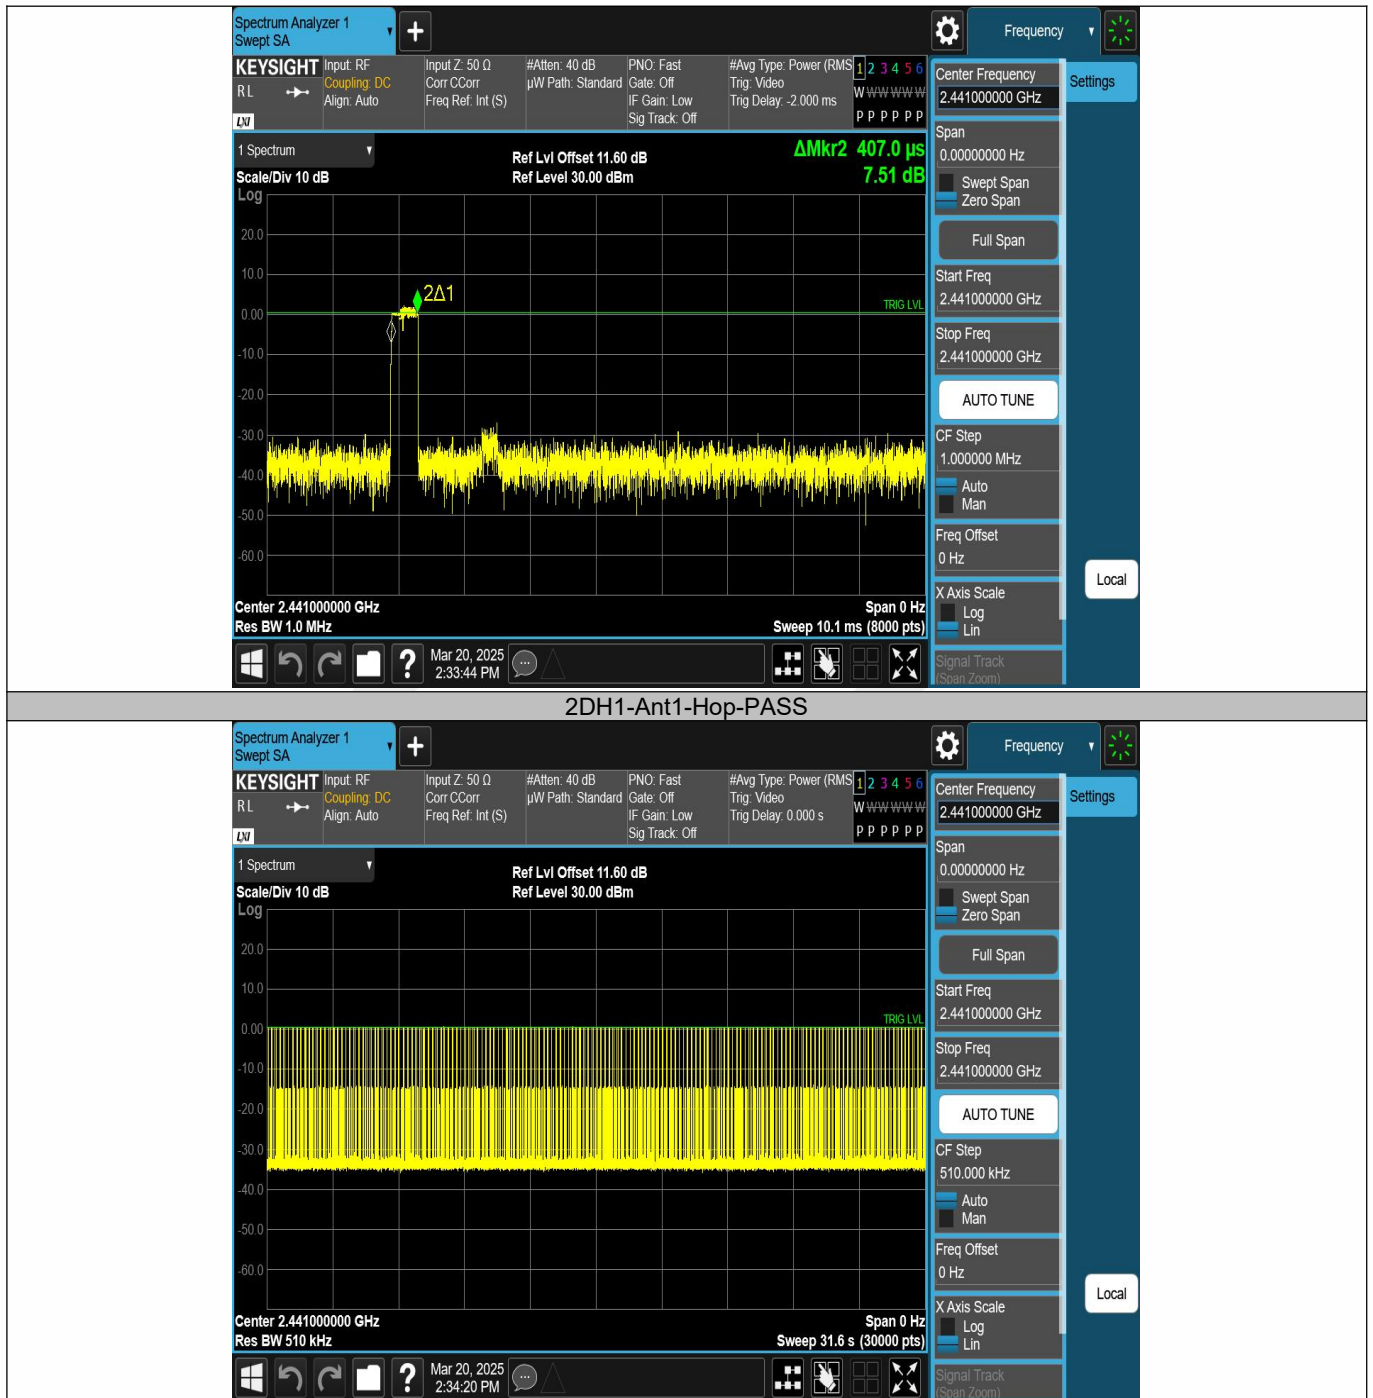 Spectrum Analyzer 1
Swept SA
Frequency
KEYSIGHT
RL
LXI
Input: RF
Coupling: DC
Align: Auto
Input Z: 50 Ω
Corr CCorr
Freq Ref: Int (S)
#Atten: 40 dB
µW Path: Standard
PNO: Fast
Gate: Off
IF Gain: Low
Sig Track: Off
#Avg Type: Power (RMS
Trig: Video
Trig Delay: -2.000 ms
1 2 3 4 5 6
W W W W W W
P P P P P P
1 Spectrum
Scale/Div 10 dB
Ref Lvl Offset 11.60 dB
Ref Level 30.00 dBm
ΔMkr2 407.0 µs
7.51 dB
Log
20.0
10.0
0.00
-10.0
-20.0
-30.0
-40.0
-50.0
-60.0
2Δ1
TRIG LVL
Center 2.441000000 GHz
Res BW 1.0 MHz
Span 0 Hz
Sweep 10.1 ms (8000 pts)
Mar 20, 2025
2:33:44 PM
Center Frequency
2.441000000 GHz
Settings
Span
0.00000000 Hz
Swept Span
Zero Span
Full Span
Start Freq
2.441000000 GHz
Stop Freq
2.441000000 GHz
AUTO TUNE
CF Step
1.000000 MHz
Auto
Man
Freq Offset
0 Hz
Local
X Axis Scale
Log
Lin
Signal Track
(Span Zoom)
2DH1-Ant1-Hop-PASS
Spectrum Analyzer 1
Swept SA
Frequency
KEYSIGHT
RL
LXI
Input: RF
Coupling: DC
Align: Auto
Input Z: 50 Ω
Corr CCorr
Freq Ref: Int (S)
#Atten: 40 dB
µW Path: Standard
PNO: Fast
Gate: Off
IF Gain: Low
Sig Track: Off
#Avg Type: Power (RMS
Trig: Video
Trig Delay: 0.000 s
1 2 3 4 5 6
W W W W W W
P P P P P P
1 Spectrum
Scale/Div 10 dB
Ref Lvl Offset 11.60 dB
Ref Level 30.00 dBm
Log
20.0
10.0
0.00
-10.0
-20.0
-30.0
-40.0
-50.0
-60.0
TRIG LVL
Center 2.441000000 GHz
Res BW 510 kHz
Span 0 Hz
Sweep 31.6 s (30000 pts)
Mar 20, 2025
2:34:20 PM
Center Frequency
2.441000000 GHz
Settings
Span
0.00000000 Hz
Swept Span
Zero Span
Full Span
Start Freq
2.441000000 GHz
Stop Freq
2.441000000 GHz
AUTO TUNE
CF Step
510.000 kHz
Auto
Man
Freq Offset
0 Hz
Local
X Axis Scale
Log
Lin
Signal Track
(Span Zoom)